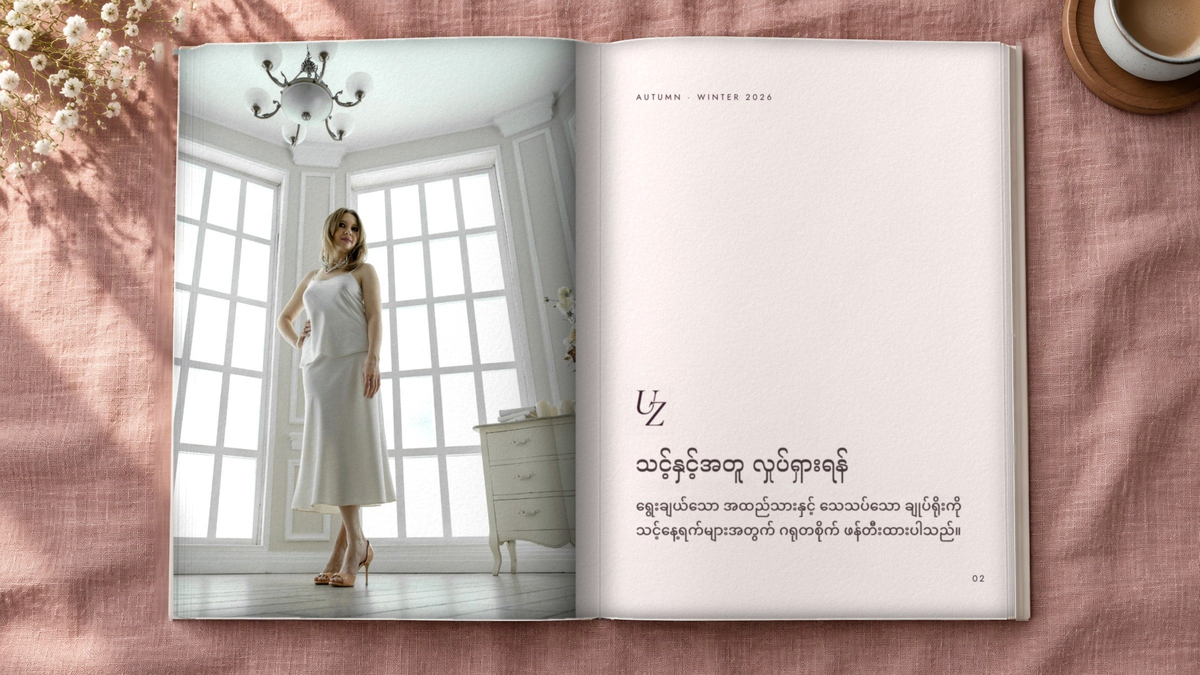 AUTUMN · WINTER 2026
UZ
သင့်နှင့်အတူ လှုပ်ရှားရန်
ရွေးချယ်သော အထည်သားနှင့် သေသပ်သော ချုပ်ရိုးကို
သင့်နေ့ရက်များအတွက် ဂရုတစိုက် ဖန်တီးထားပါသည်။
02